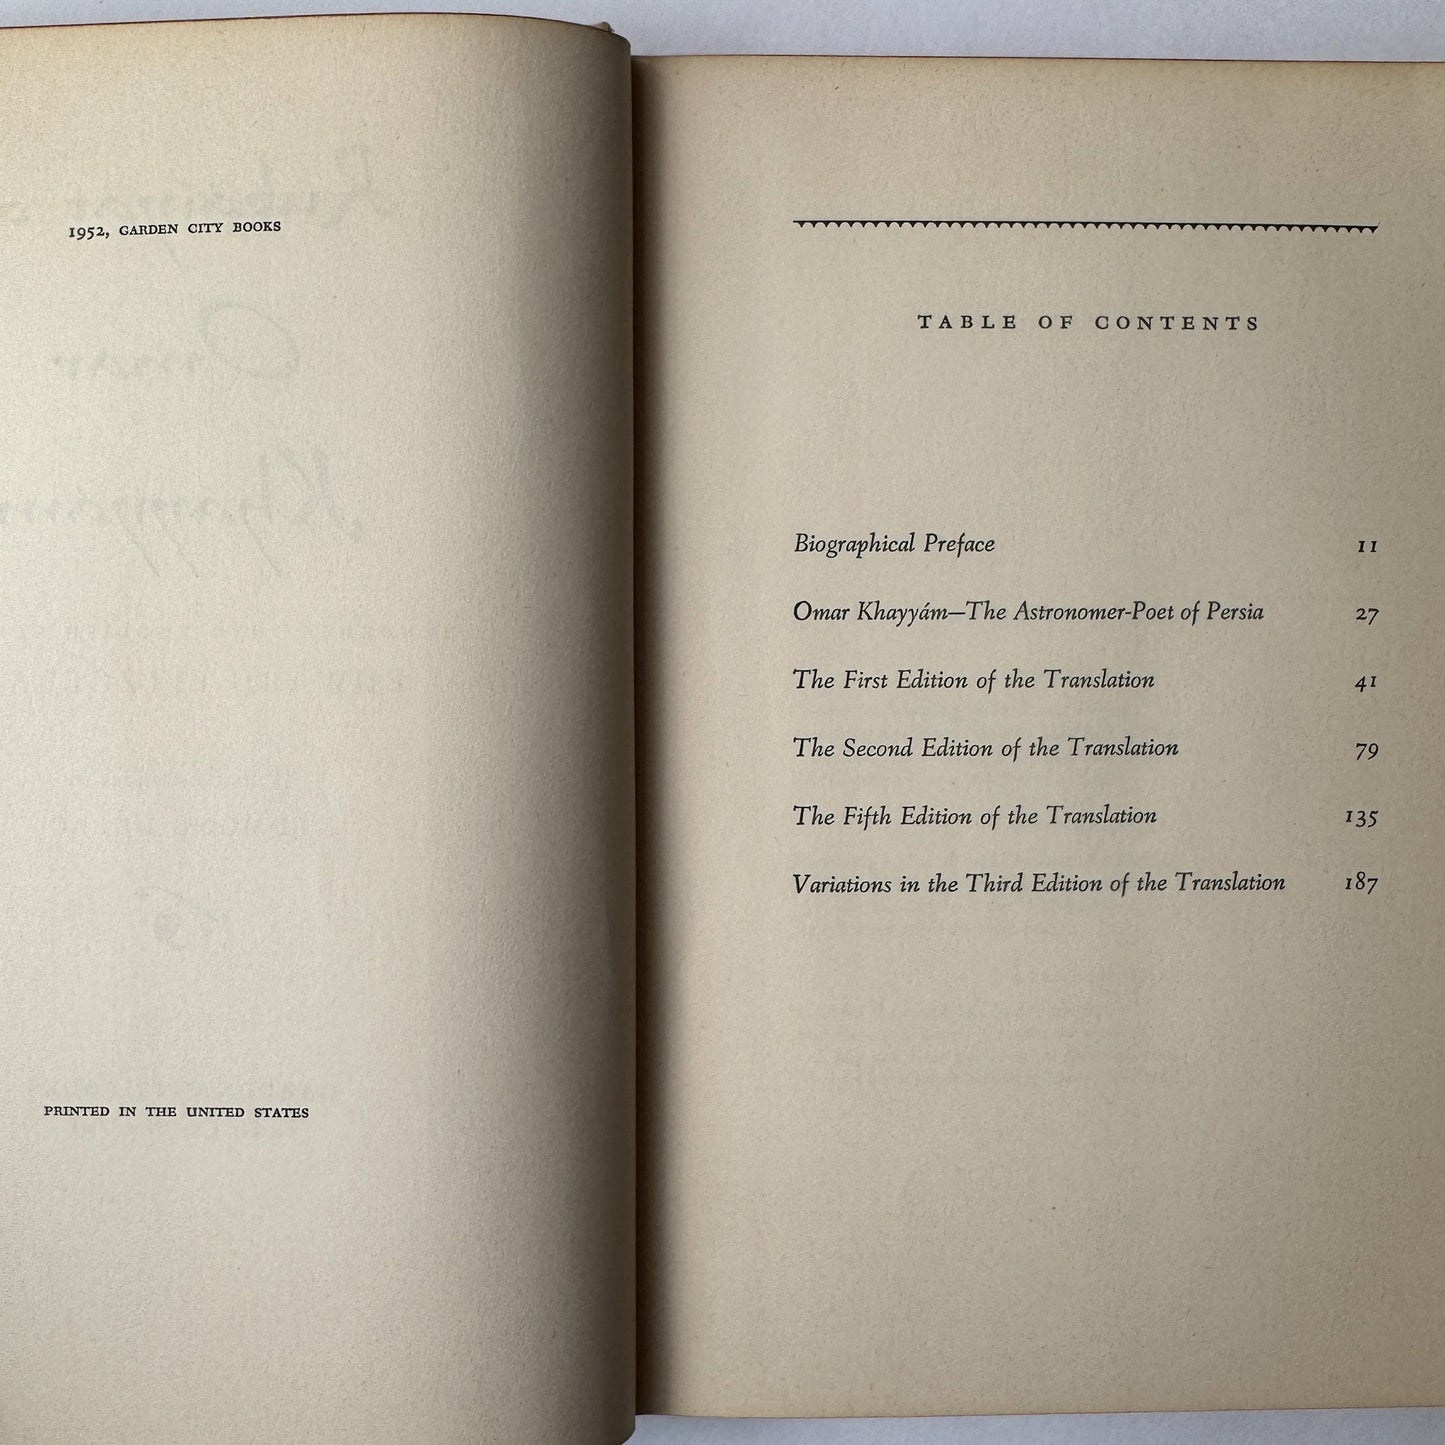 1952, GARDEN CITY BOOKS
PRINTED IN THE UNITED STATES
TABLE OF CONTENTS
Biographical Preface 11
Omar Khayyám—The Astronomer-Poet of Persia 27
The First Edition of the Translation 41
The Second Edition of the Translation 79
The Fifth Edition of the Translation 135
Variations in the Third Edition of the Translation 187